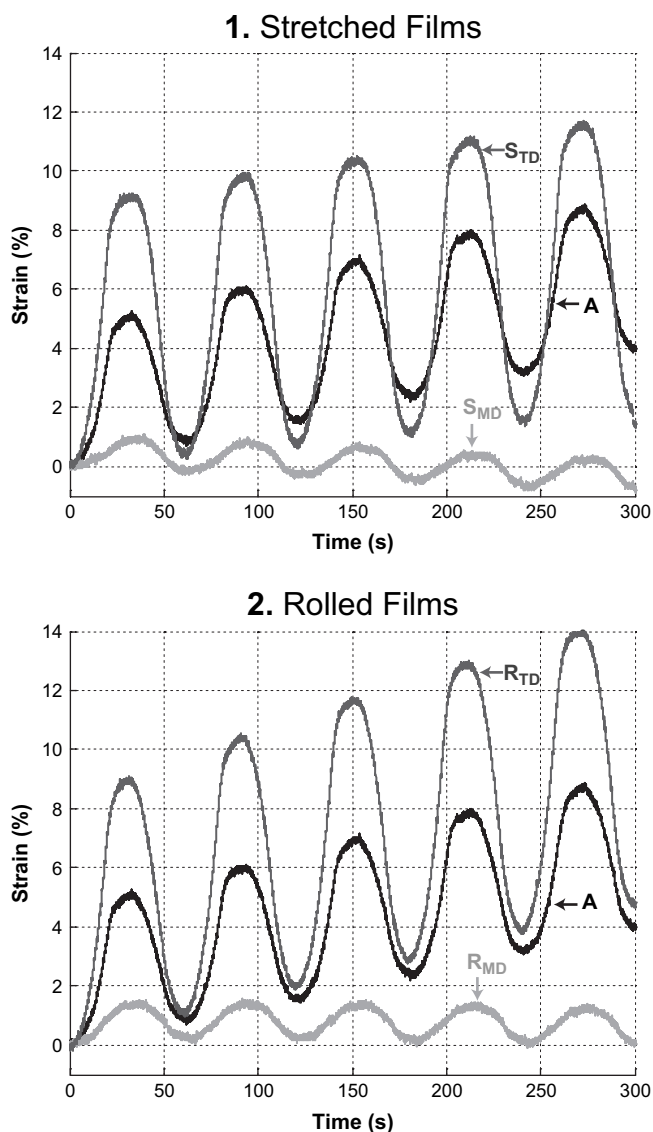 1. Stretched Films
14
12
10
8
6
4
2
0
Strain (%)
S_TD
A
S_MD
0 50 100 150 200 250 300
Time (s)
2. Rolled Films
14
12
10
8
6
4
2
0
Strain (%)
R_TD
A
R_MD
0 50 100 150 200 250 300
Time (s)